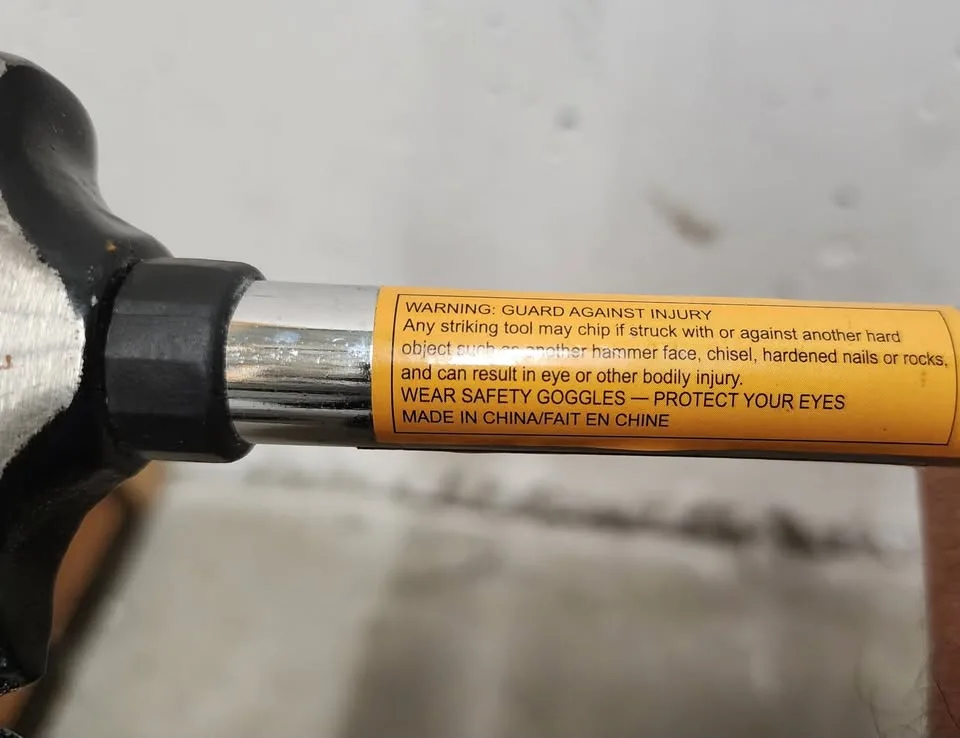 WARNING: GUARD AGAINST INJURY
Any striking tool may chip if struck with or against another hard
object such as another hammer face, chisel, hardened nails or rocks,
and can result in eye or other bodily injury.
WEAR SAFETY GOGGLES — PROTECT YOUR EYES
MADE IN CHINA/FAIT EN CHINE